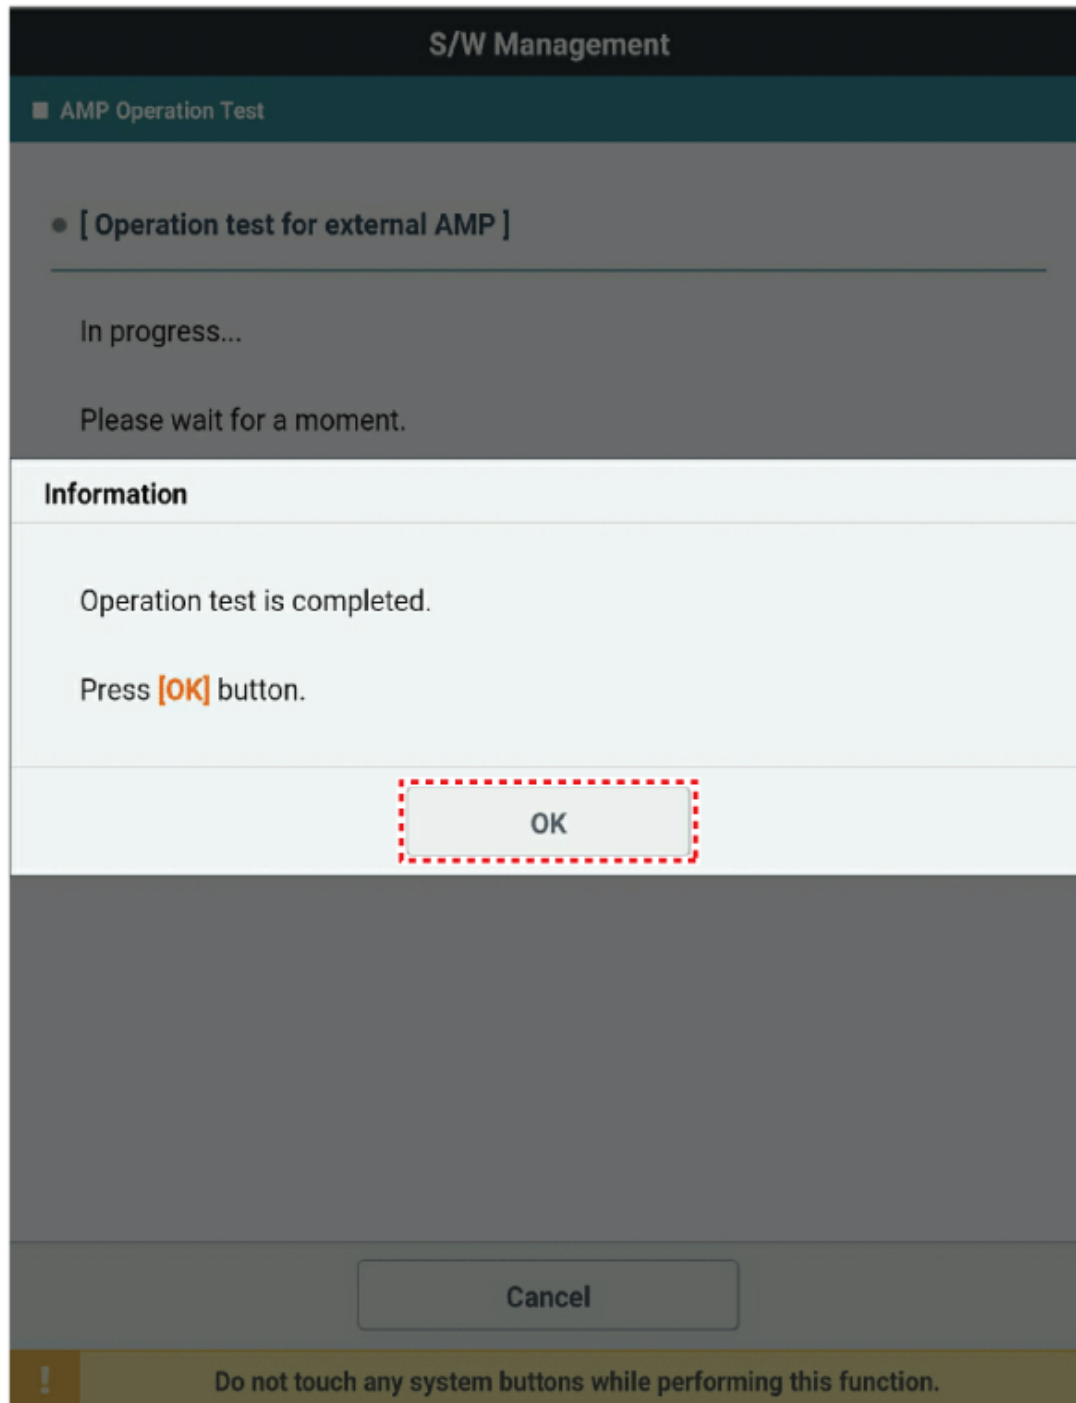 S/W Management
AMP Operation Test
[ Operation test for external AMP ]
In progress...
Please wait for a moment.
Information
Operation test is completed.
Press [OK] button.
OK
Cancel
! Do not touch any system buttons while performing this function.